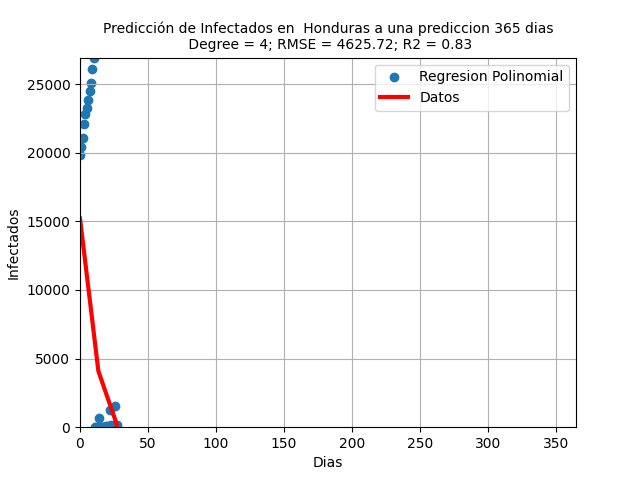 Predicción de Infectados en  Honduras a una prediccion 365 dias
Degree = 4; RMSE = 4625.72; R2 = 0.83
Regresion Polinomial
Datos
25000
20000
15000
10000
5000
0
Infectados
0 50 100 150 200 250 300 350
Dias